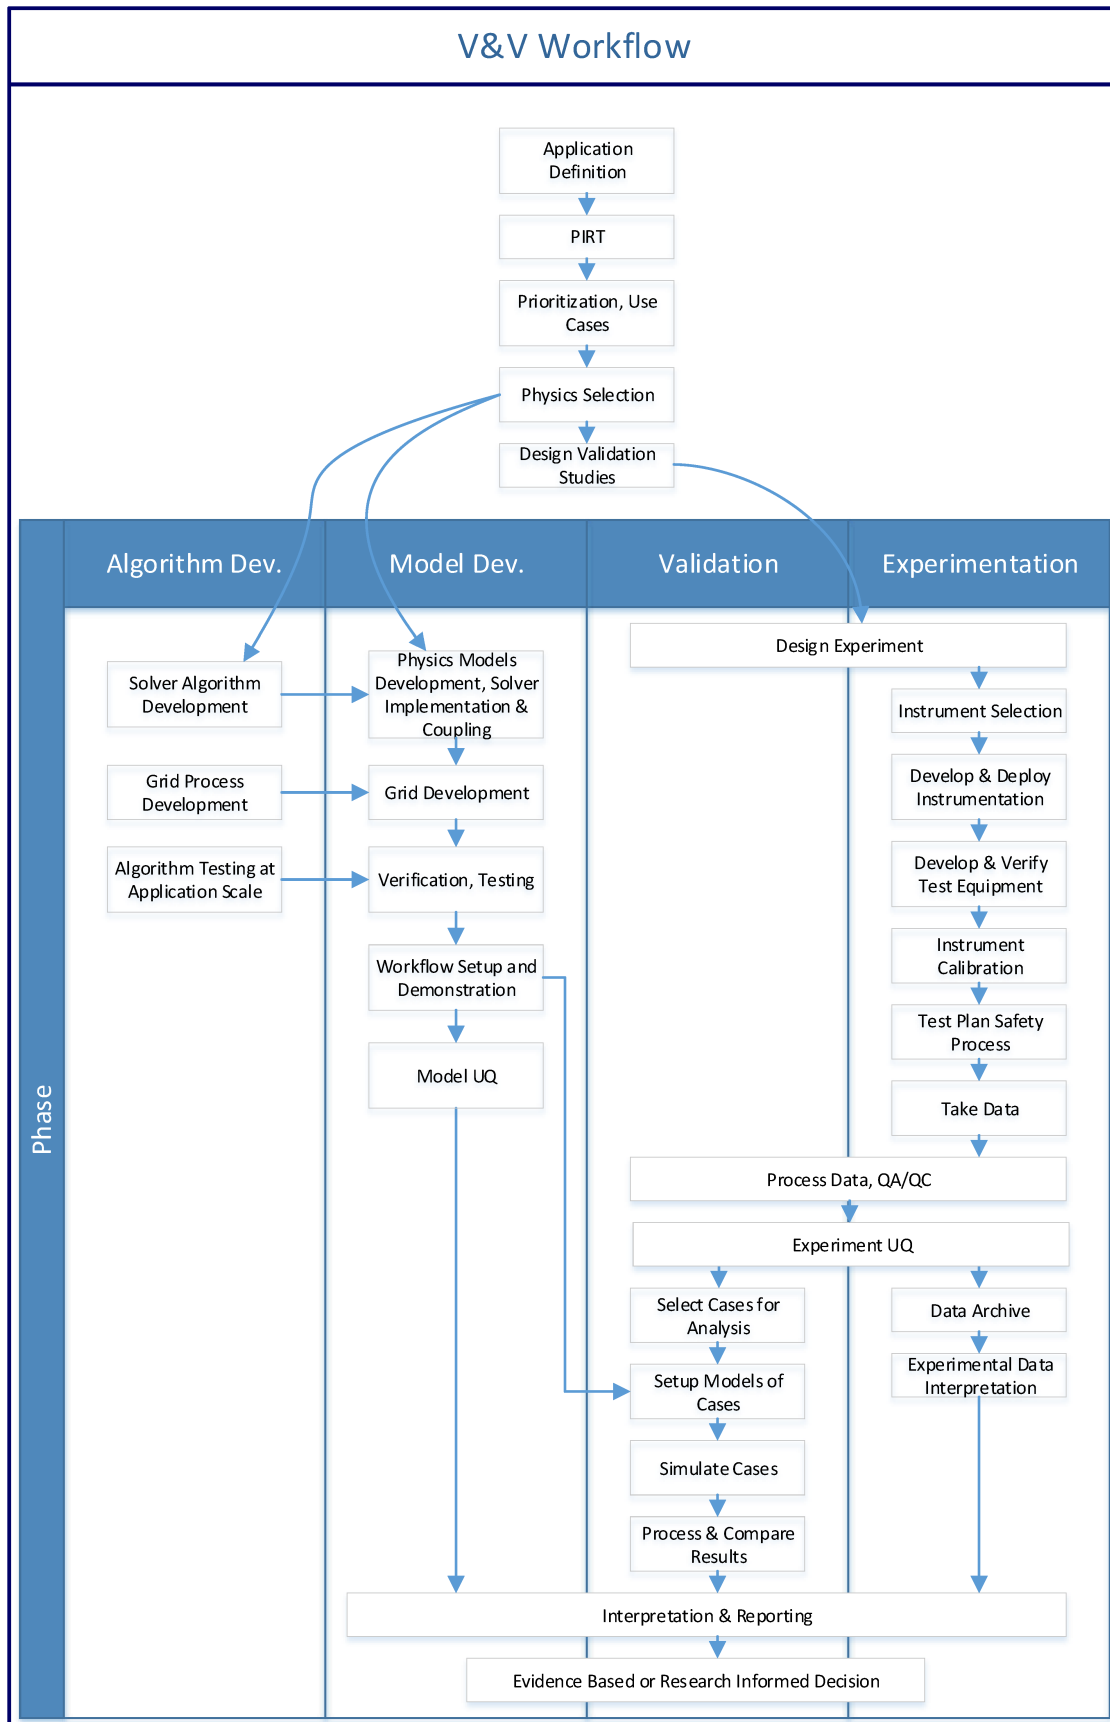 V&V Workflow
Application
Definition
PIRT
Prioritization, Use
Cases
Physics Selection
Design Validation
Studies
Phase
Algorithm Dev.
Model Dev.
Validation
Experimentation
Solver Algorithm
Development
Grid Process
Development
Algorithm Testing at
Application Scale
Physics Models
Development, Solver
Implementation &
Coupling
Grid Development
Verification, Testing
Workflow Setup and
Demonstration
Model UQ
Design Experiment
Instrument Selection
Develop & Deploy
Instrumentation
Develop & Verify
Test Equipment
Instrument
Calibration
Test Plan Safety
Process
Take Data
Process Data, QA/QC
Experiment UQ
Select Cases for
Analysis
Setup Models of
Cases
Simulate Cases
Process & Compare
Results
Data Archive
Experimental Data
Interpretation
Interpretation & Reporting
Evidence Based or Research Informed Decision